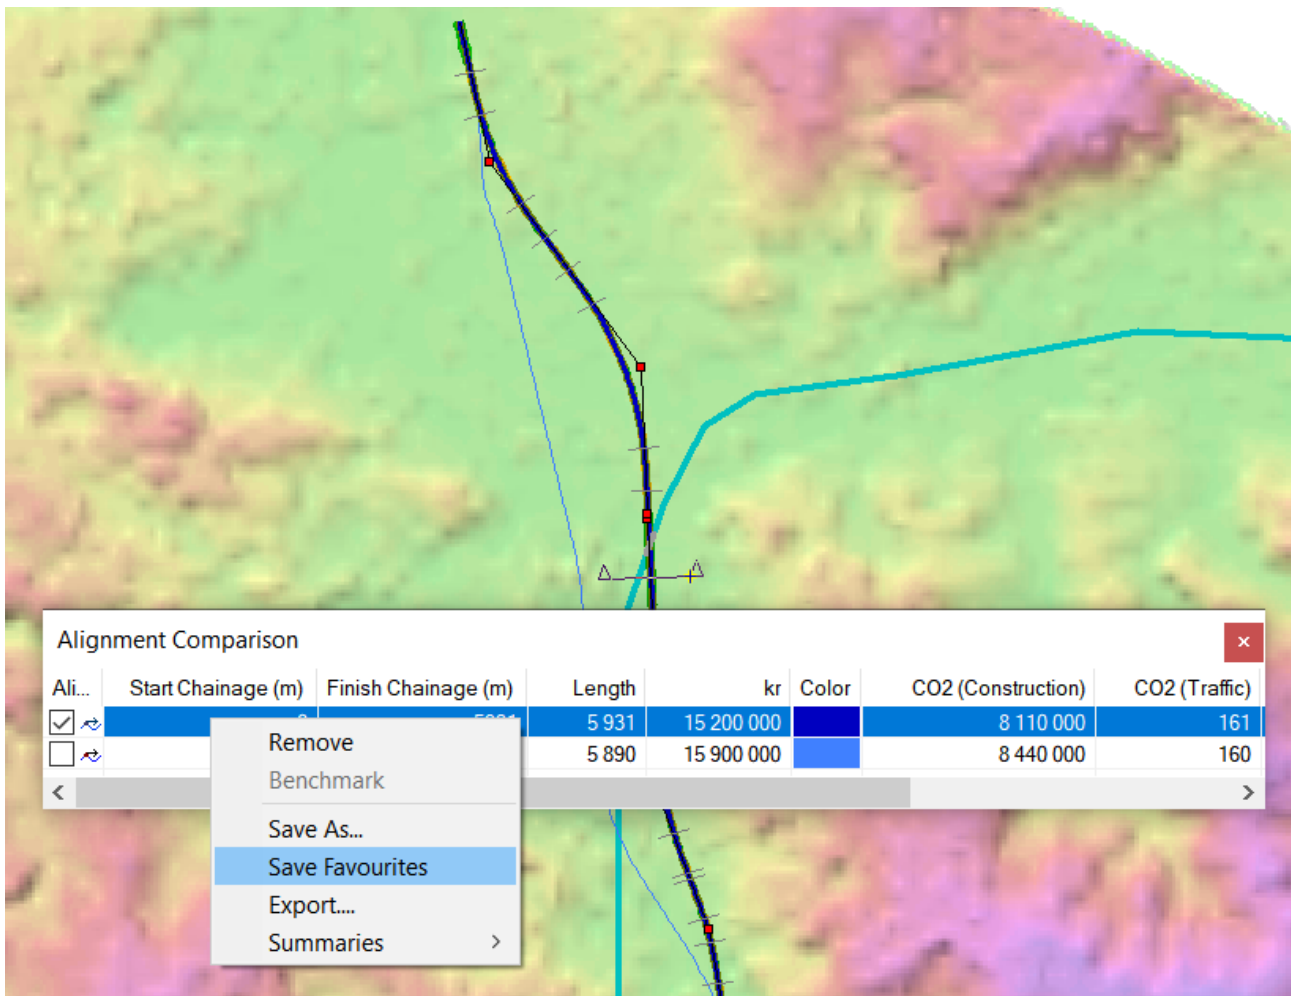 Alignment Comparison
Ali... Start Chainage (m) Finish Chainage (m) Length kr Color CO2 (Construction) CO2 (Traffic)
5 931 15 200 000 8 110 000 161
5 890 15 900 000 8 440 000 160
Remove
Benchmark
Save As...
Save Favourites
Export....
Summaries